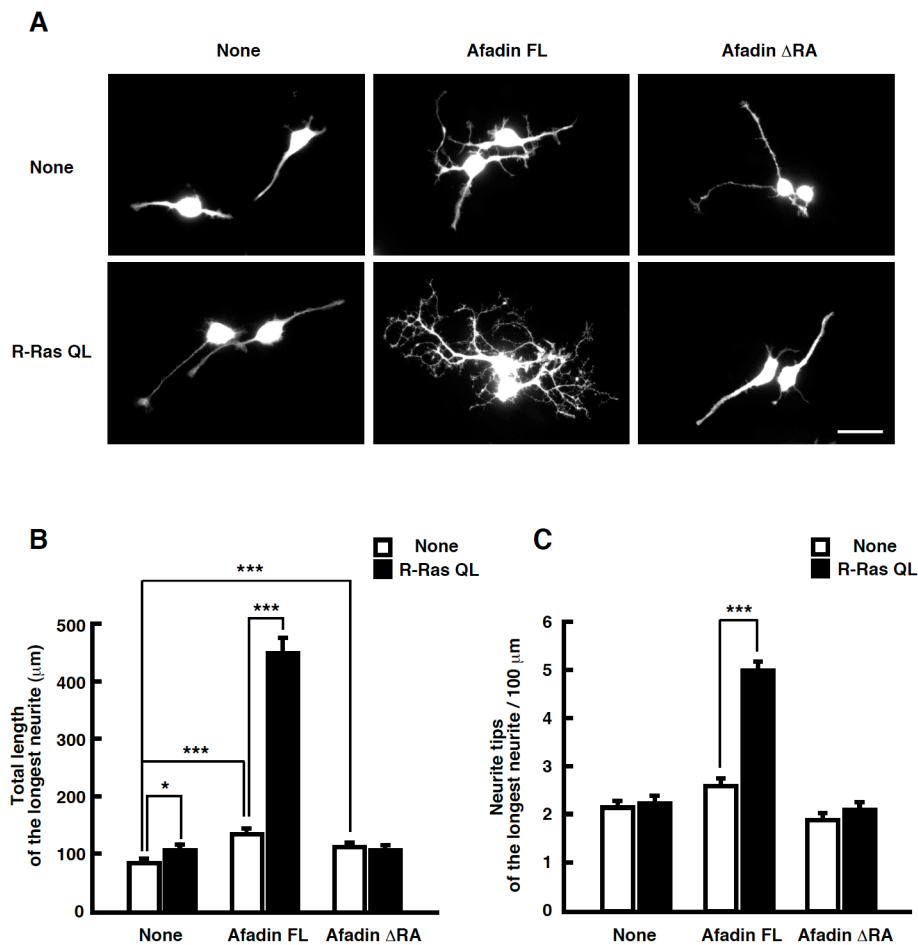 A
None Afadin FL Afadin ΔRA
None
R-Ras QL
B
None
R-Ras QL
***
***
***
*
Total length
of the longest neurite (μm)
500
400
300
200
100
0
None Afadin FL Afadin ΔRA
C
None
R-Ras QL
***
Neurite tips
of the longest neurite / 100 μm
6
5
4
3
2
1
0
None Afadin FL Afadin ΔRA